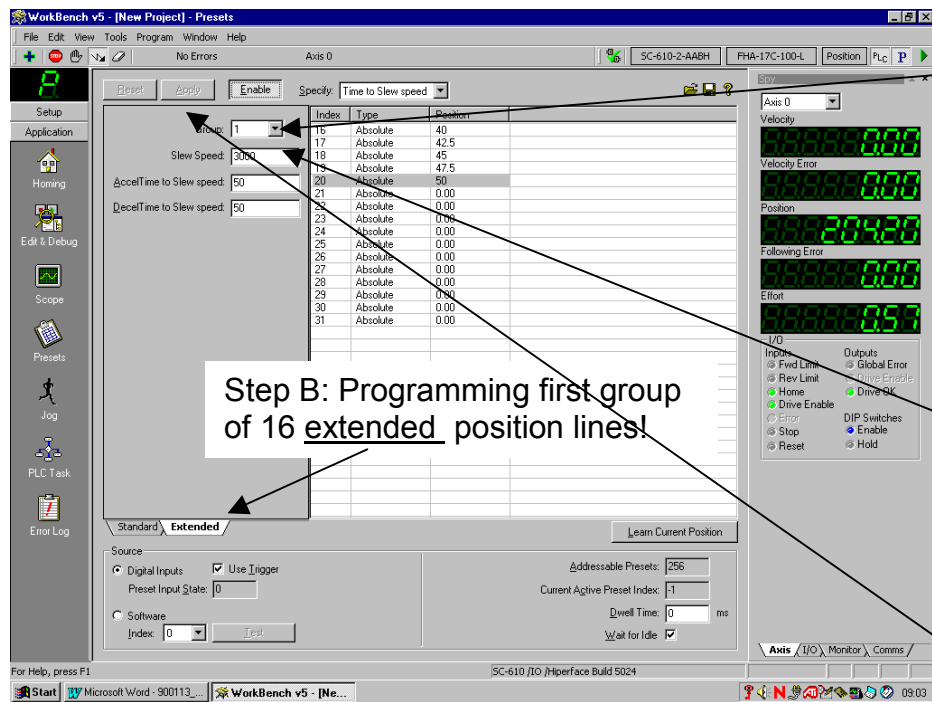 WorkBench v5 - [New Project] - Presets
File Edit View Tools Program Window Help
No Errors Axis 0 SC-610-2-AABH FHA-17C-100-L Position PLC P
Reset Apply Enable Specify: Time to Slew speed
Setup
Application
Homing
Edit & Debug
Scope
Presets
Jog
PLC Task
Error Log
Group: 1
Slew Speed: 3000
AccelTime to Slew speed: 50
DecelTime to Slew speed: 50
Index Type Position
16 Absolute 40
17 Absolute 42.5
18 Absolute 45
19 Absolute 47.5
20 Absolute 50
21 Absolute 0.00
22 Absolute 0.00
23 Absolute 0.00
24 Absolute 0.00
25 Absolute 0.00
26 Absolute 0.00
27 Absolute 0.00
28 Absolute 0.00
29 Absolute 0.00
30 Absolute 0.00
31 Absolute 0.00
Step B: Programming first group
of 16 extended position lines!
Standard Extended
Learn Current Position
Source
Digital Inputs Use Trigger
Preset Input State: 0
Software
Index: 0 Test
Addressable Presets: 256
Current Active Preset Index: -1
Dwell Time: 0 ms
Wait for Idle
Spy
Axis 0
Velocity
0.00
Velocity Error
0.00
Position
204.20
Following Error
0.00
Effort
0.57
I/O
Inputs Outputs
Fwd Limit Global Error
Rev Limit Drive Enable
Home Drive OK
Drive Enable
Error DIP Switches
Stop Enable
Reset Hold
Axis I/O Monitor Comms
For Help, press F1 SC-610 /IO /Hiperface Build 5024
Start Microsoft Word - 900113_... WorkBench v5 - [Ne... 09:03